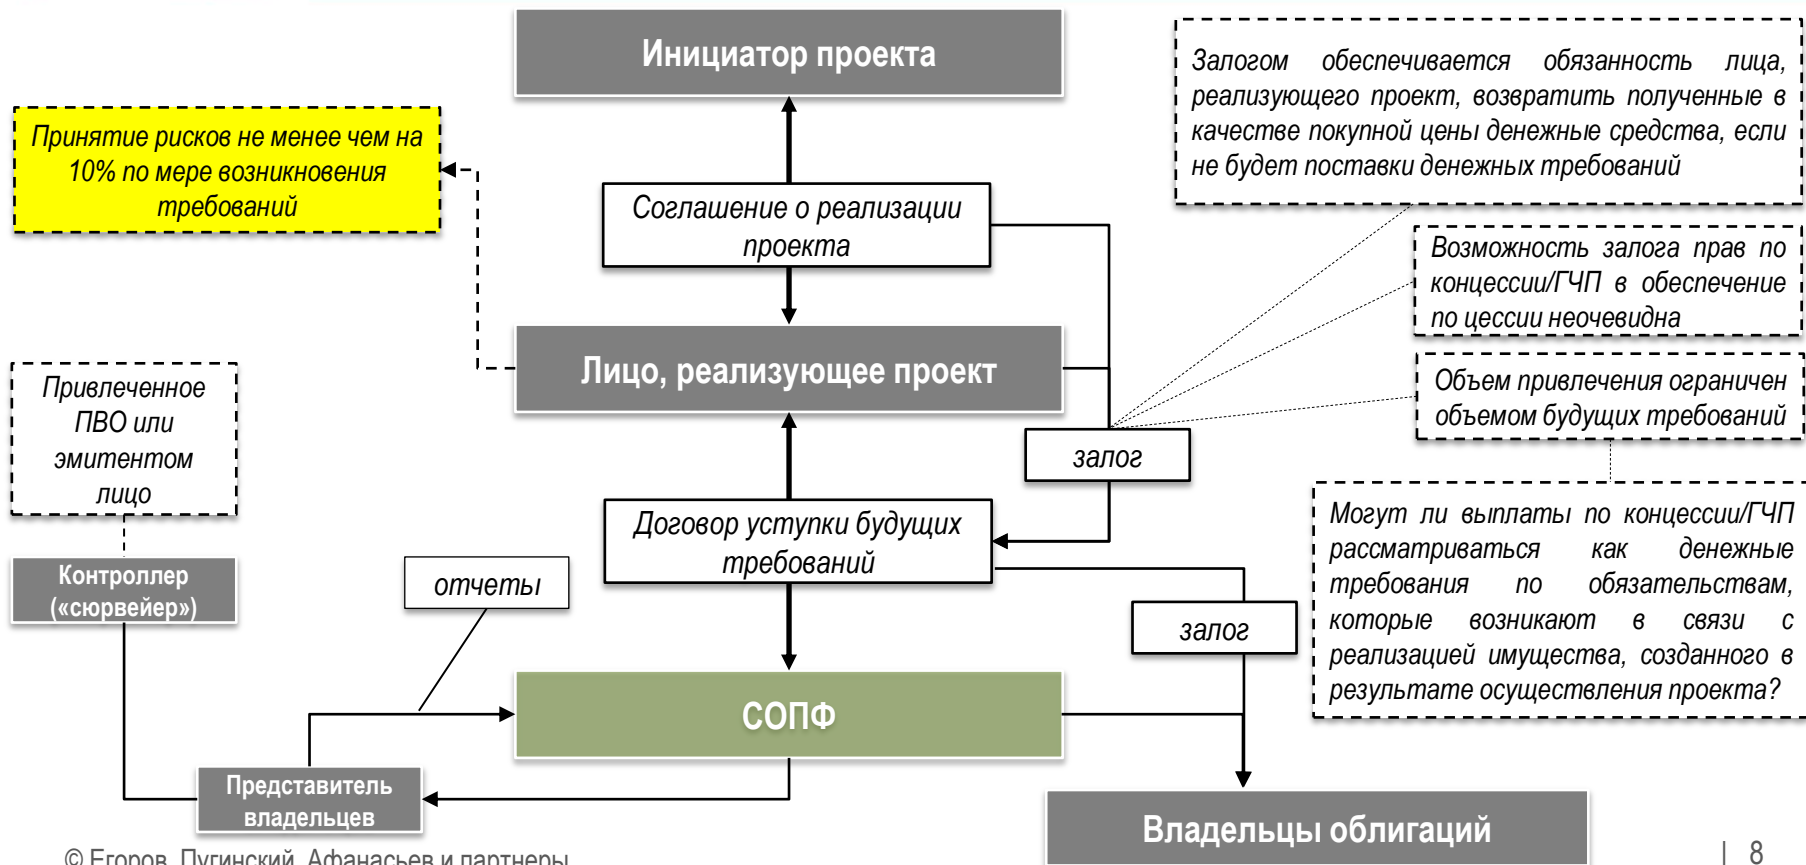 Инициатор проекта
Залогом обеспечивается обязанность лица,
реализующего проект, возвратить полученные в
качестве покупной цены денежные средства, если
не будет поставки денежных требований
Принятие рисков не менее чем на
10% по мере возникновения
требований
Соглашение о реализации
проекта
Возможность залога прав по
концессии/ГЧП в обеспечение
по цессии неочевидна
Лицо, реализующее проект
Объем привлечения ограничен
объемом будущих требований
Привлеченное
ПВО или
эмитентом
лицо
залог
Договор уступки будущих
требований
Могут ли выплаты по концессии/ГЧП
рассматриваться как денежные
требования по обязательствам,
которые возникают в связи с
реализацией имущества, созданного в
результате осуществления проекта?
Контроллер
(«сюрвейер»)
отчеты
залог
СОПФ
Представитель
владельцев
Владельцы облигаций
© Егоров, Пугинский, Афанасьев и партнеры
| 8